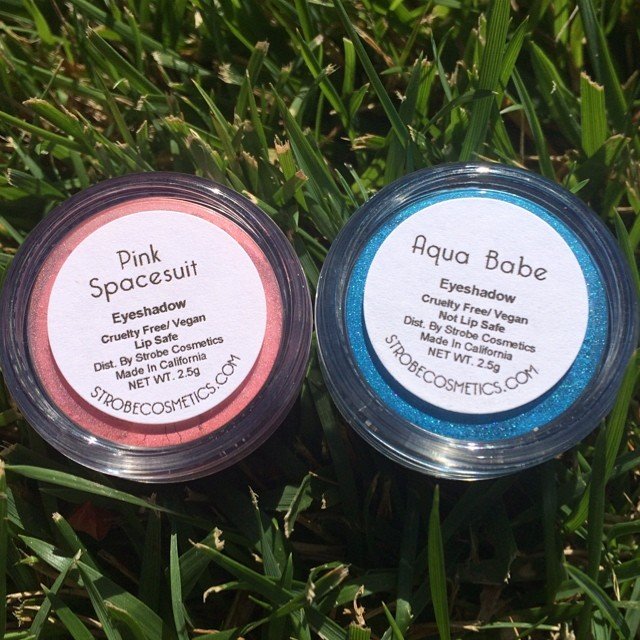 Pink
Spacesuit
Eyeshadow
Cruelty Free/ Vegan
Lip Safe
Dist. By Strobe Cosmetics
Made In California
NET WT. 2.5g
STROBECOSMETICS.COM
Aqua Babe
Eyeshadow
Cruelty Free/ Vegan
Not Lip Safe
Dist. By Strobe Cosmetics
Made In California
NET WT. 2.5g
STROBECOSMETICS.COM